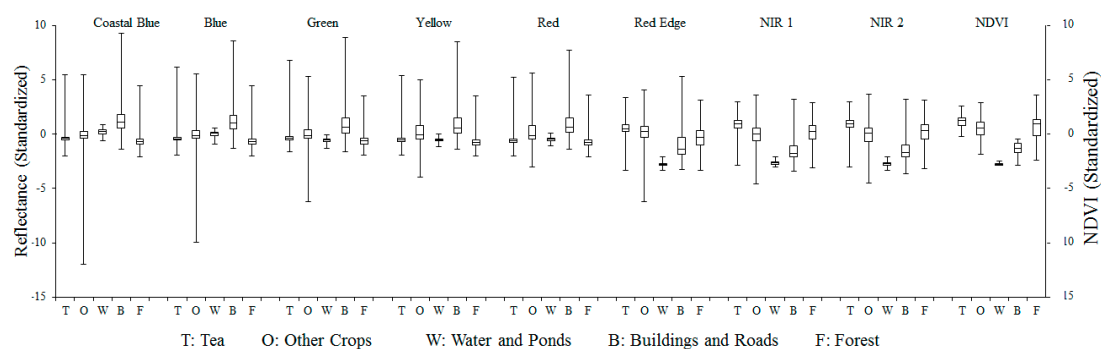 Coastal Blue Blue Green Yellow Red Red Edge NIR 1 NIR 2 NDVI
10 10
5 5
0 0
-5 5
-10 10
-15 15
Reflectance (Standardized)
NDVI (Standardized)
T O W B F T O W B F T O W B F T O W B F T O W B F T O W B F T O W B F T O W B F T O W B F
T: Tea O: Other Crops W: Water and Ponds B: Buildings and Roads F: Forest